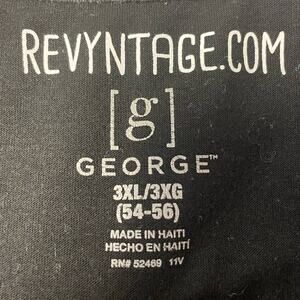 REVYNTAGE.COM
[g]
GEORGE™
3XL/3XG
(54-56)
MADE IN HAITI
HECHO EN HAITÍ
RN# 52469 11V